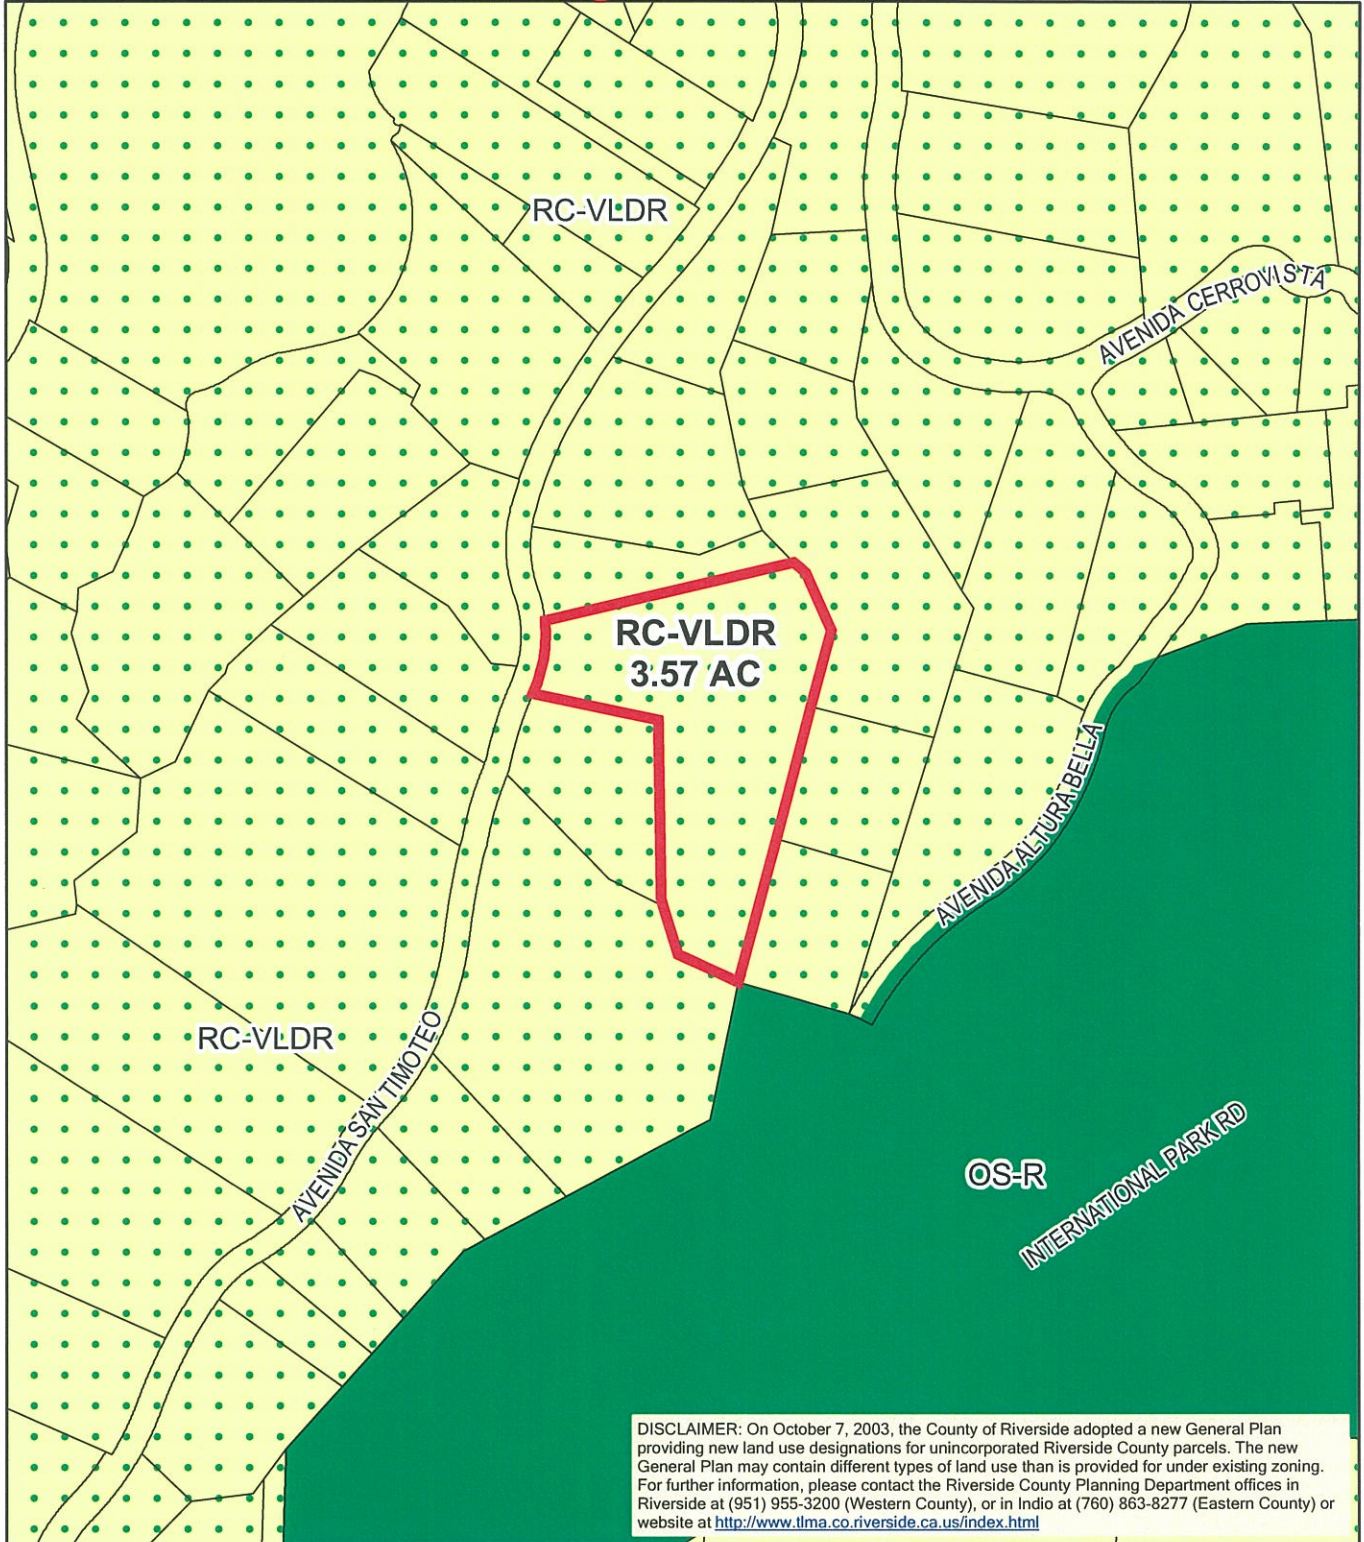 RC-VLDR
AVENIDA CERROVISTA
RC-VLDR
3.57 AC
AVENIDA ALTURA BELLA
RC-VLDR
AVENIDA SAN TIMOTEO
OS-R
INTERNATIONAL PARK RD
DISCLAIMER: On October 7, 2003, the County of Riverside adopted a new General Plan
providing new land use designations for unincorporated Riverside County parcels. The new
General Plan may contain different types of land use than is provided for under existing zoning.
For further information, please contact the Riverside County Planning Department offices in
Riverside at (951) 955-3200 (Western County), or in Indio at (760) 863-8277 (Eastern County) or
website at http://www.tlma.co.riverside.ca.us/index.html